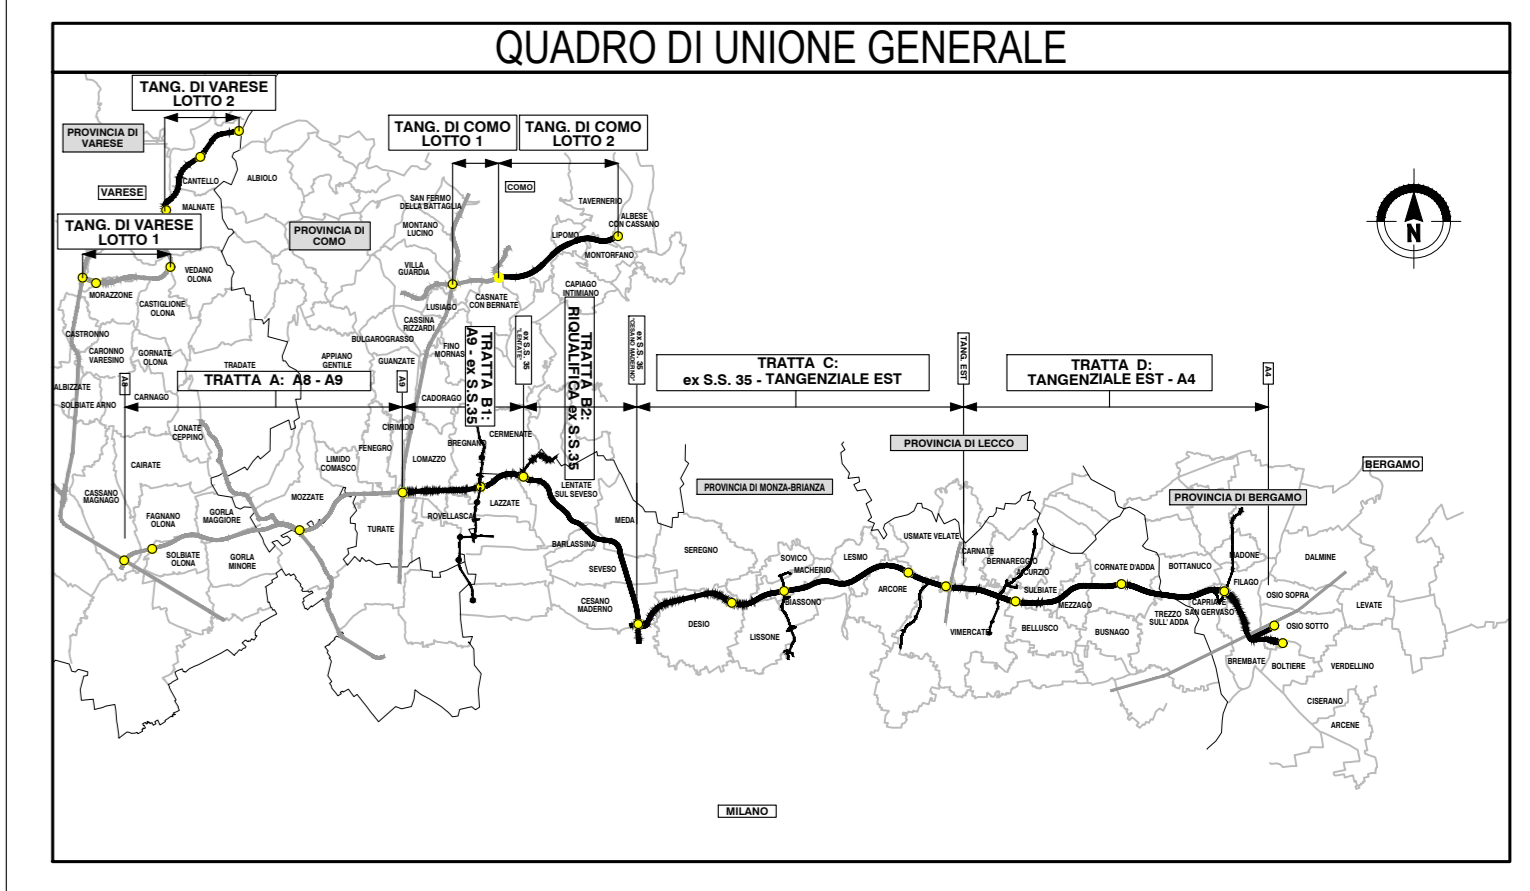 QUADRO DI UNIONE GENERALE
TANG. DI VARESE
LOTTO 2
PROVINCIA DI
VARESE
VARESE
CANTELLO
ALBIOLO
MALNATE
TANG. DI VARESE
LOTTO 1
VEDANO
OLONA
MORAZZONE
CASTIGLIONE
OLONA
PROVINCIA DI
COMO
TANG. DI COMO
LOTTO 1
TANG. DI COMO
LOTTO 2
COMO
SAN FERMO
DELLA BATTAGLIA
TAVERNERIO
ALBESE
CON CASSANO
MONTANO
LUCINO
LIPOMO
MONTORFANO
VILLA
GUARDIA
CAPIAGO
INTIMIANO
LUSIAGO
CASNATE
CON BERNATE
CASSINA
RIZZARDI
BULGAROGRASSO
FINO
MORNAS
GUANZATE
APPIANO
GENTILE
CASTRONNO
CARONNO
VARESINO
GORNATE
OLONA
TRADATE
ALBIZZATE
SOLBIATE ARNO
CARNAGO
A8
TRATTA A: A8 - A9
A9
CADORAGO
TRATTA B1:
A9 - ex S.S.35
ex S.S. 35
"LENTATE"
TRATTA B2:
RIQUALIFICA ex S.S.35
ex S.S. 35
"CESANO MADERNO"
TRATTA C:
ex S.S. 35 - TANGENZIALE EST
TANG. EST
TRATTA D:
TANGENZIALE EST - A4
A4
LONATE
CEPPINO
CIRIMIDO
FENEGRO
LOMAZZO
BREGNANO
CERMENATE
LIMIDO
COMASCO
CAIRATE
CASSANO
MAGNAGO
MOZZATE
FAGNANO
OLONA
GORLA
MAGGIORE
TURATE
ROVELLASCA
LAZZATE
LENTATE
SUL SEVESO
SOLBIATE
OLONA
GORLA
MINORE
MEDA
BARLASSINA
SEVESO
CESANO
MADERNO
PROVINCIA DI MONZA-BRIANZA
PROVINCIA DI LECCO
PROVINCIA DI BERGAMO
BERGAMO
SEREGNO
DESIO
LISSONE
SOVICO
MACHERIO
BIASSONO
LESMO
ARCORE
USMATE VELATE
CARNATE
BERNAREGGIO
AICURZIO
SULBIATE
MEZZAGO
VIMERCATE
BELLUSCO
CORNATE D'ADDA
BUSNAGO
BOTTANUCO
TREZZO
SULL' ADDA
CAPRIATE
SAN GERVASO
MADONE
FILAGO
DALMINE
OSIO SOPRA
LEVATE
OSIO SOTTO
BREMBATE
BOLTIERE
VERDELLINO
CISERANO
ARCENE
MILANO
N